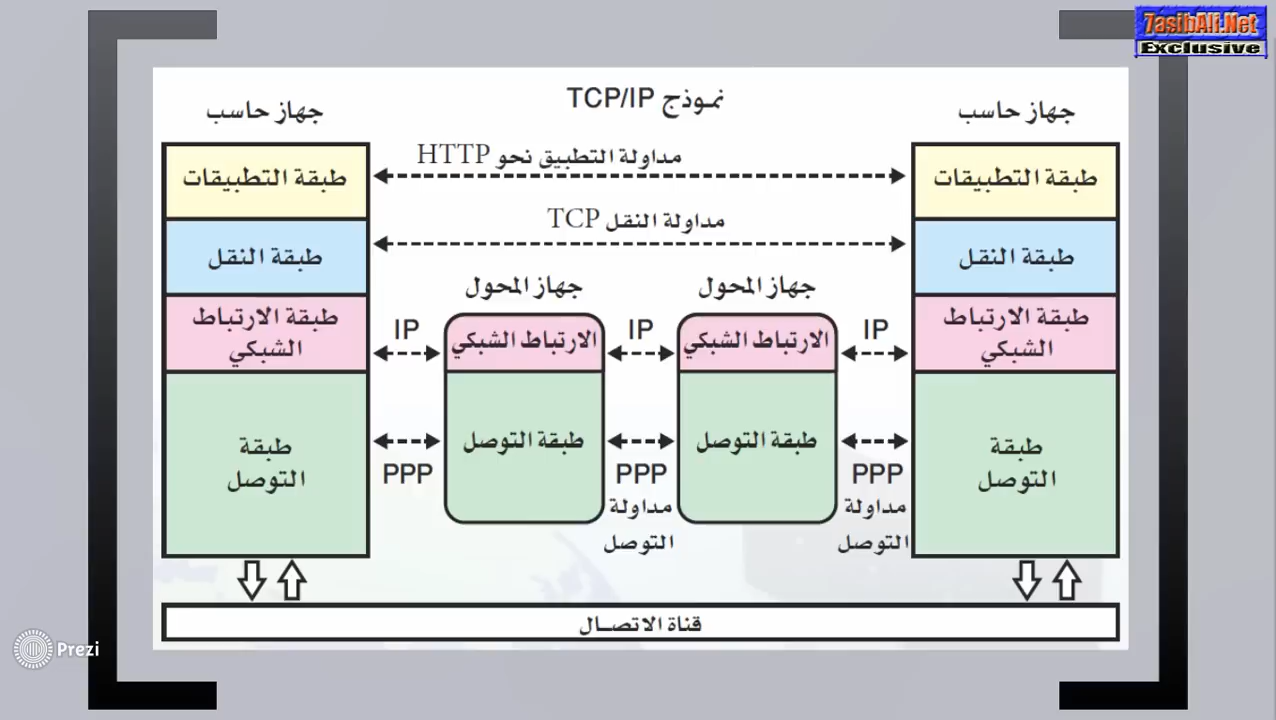 7asibAli.Net
Exclusive
نموذج TCP/IP
جهاز حاسب
جهاز حاسب
طبقة التطبيقات
مداولة التطبيق نحو HTTP
طبقة التطبيقات
مداولة النقل TCP
طبقة النقل
طبقة النقل
جهاز المحول
جهاز المحول
طبقة الارتباط
الشبكي
IP
الارتباط الشبكي
IP
الارتباط الشبكي
IP
طبقة الارتباط
الشبكي
طبقة
التوصل
طبقة التوصل
طبقة التوصل
طبقة
التوصل
PPP
مداولة
التوصل
PPP
مداولة
التوصل
PPP
قناة الاتصـال
Prezi